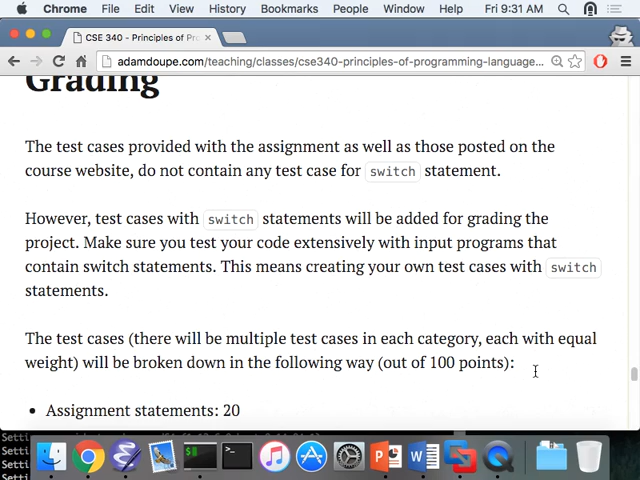 Chrome File Edit View History Bookmarks People Window Help Fri 9:31 AM
CSE 340 - Principles of Pro
adamdoupe.com/teaching/classes/cse340-principles-of-programming-language...
Grading
The test cases provided with the assignment as well as those posted on the
course website, do not contain any test case for switch statement.
However, test cases with switch statements will be added for grading the
project. Make sure you test your code extensively with input programs that
contain switch statements. This means creating your own test cases with switch
statements.
The test cases (there will be multiple test cases in each category, each with equal
weight) will be broken down in the following way (out of 100 points):
• Assignment statements: 20
Setti
Setti
Setti
Setti